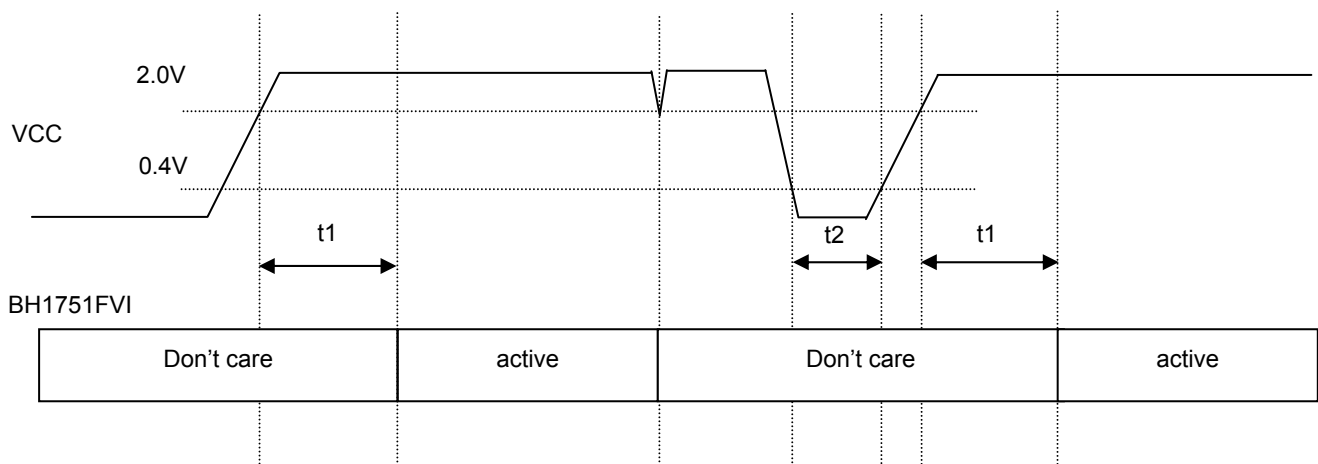 2.0V
VCC
0.4V
t1
t2
t1
BH1751FVI
Don’t care
active
Don’t care
active